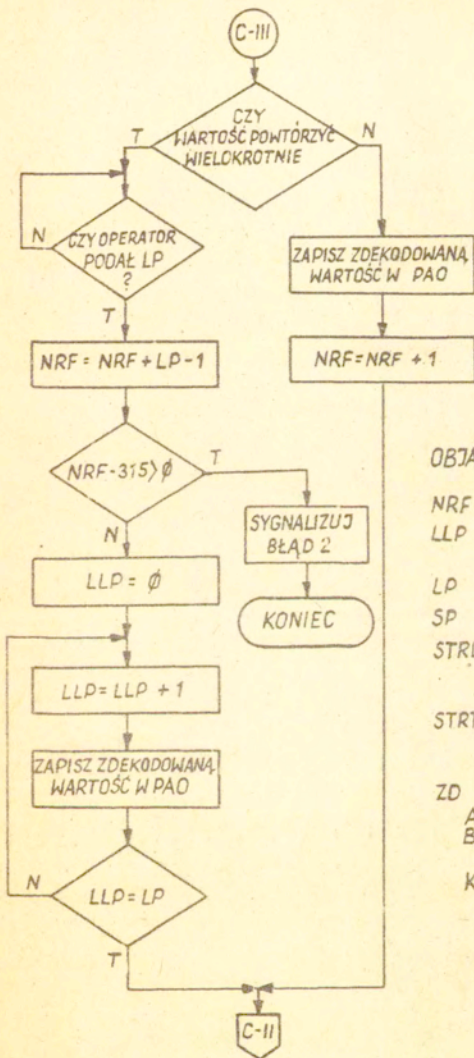 C-III
CZY
WARTOŚĆ POWTÓRZYĆ
WIELOKROTNIE
T
N
N
CZY OPERATOR
PODAŁ LP
?
T
NRF = NRF + LP-1
ZAPISZ ZDEKODOWANĄ
WARTOŚĆ W PAO
NRF=NRF + 1
NRF-315>∅
T
N
SYGNALIZUJ
BŁĄD 2
KONIEC
LLP = ∅
LLP = LLP + 1
ZAPISZ ZDEKODOWANĄ
WARTOŚĆ W PAO
LLP = LP
N
T
C-II
OBJA
NRF
LLP
LP
SP
STRT
ZD
K